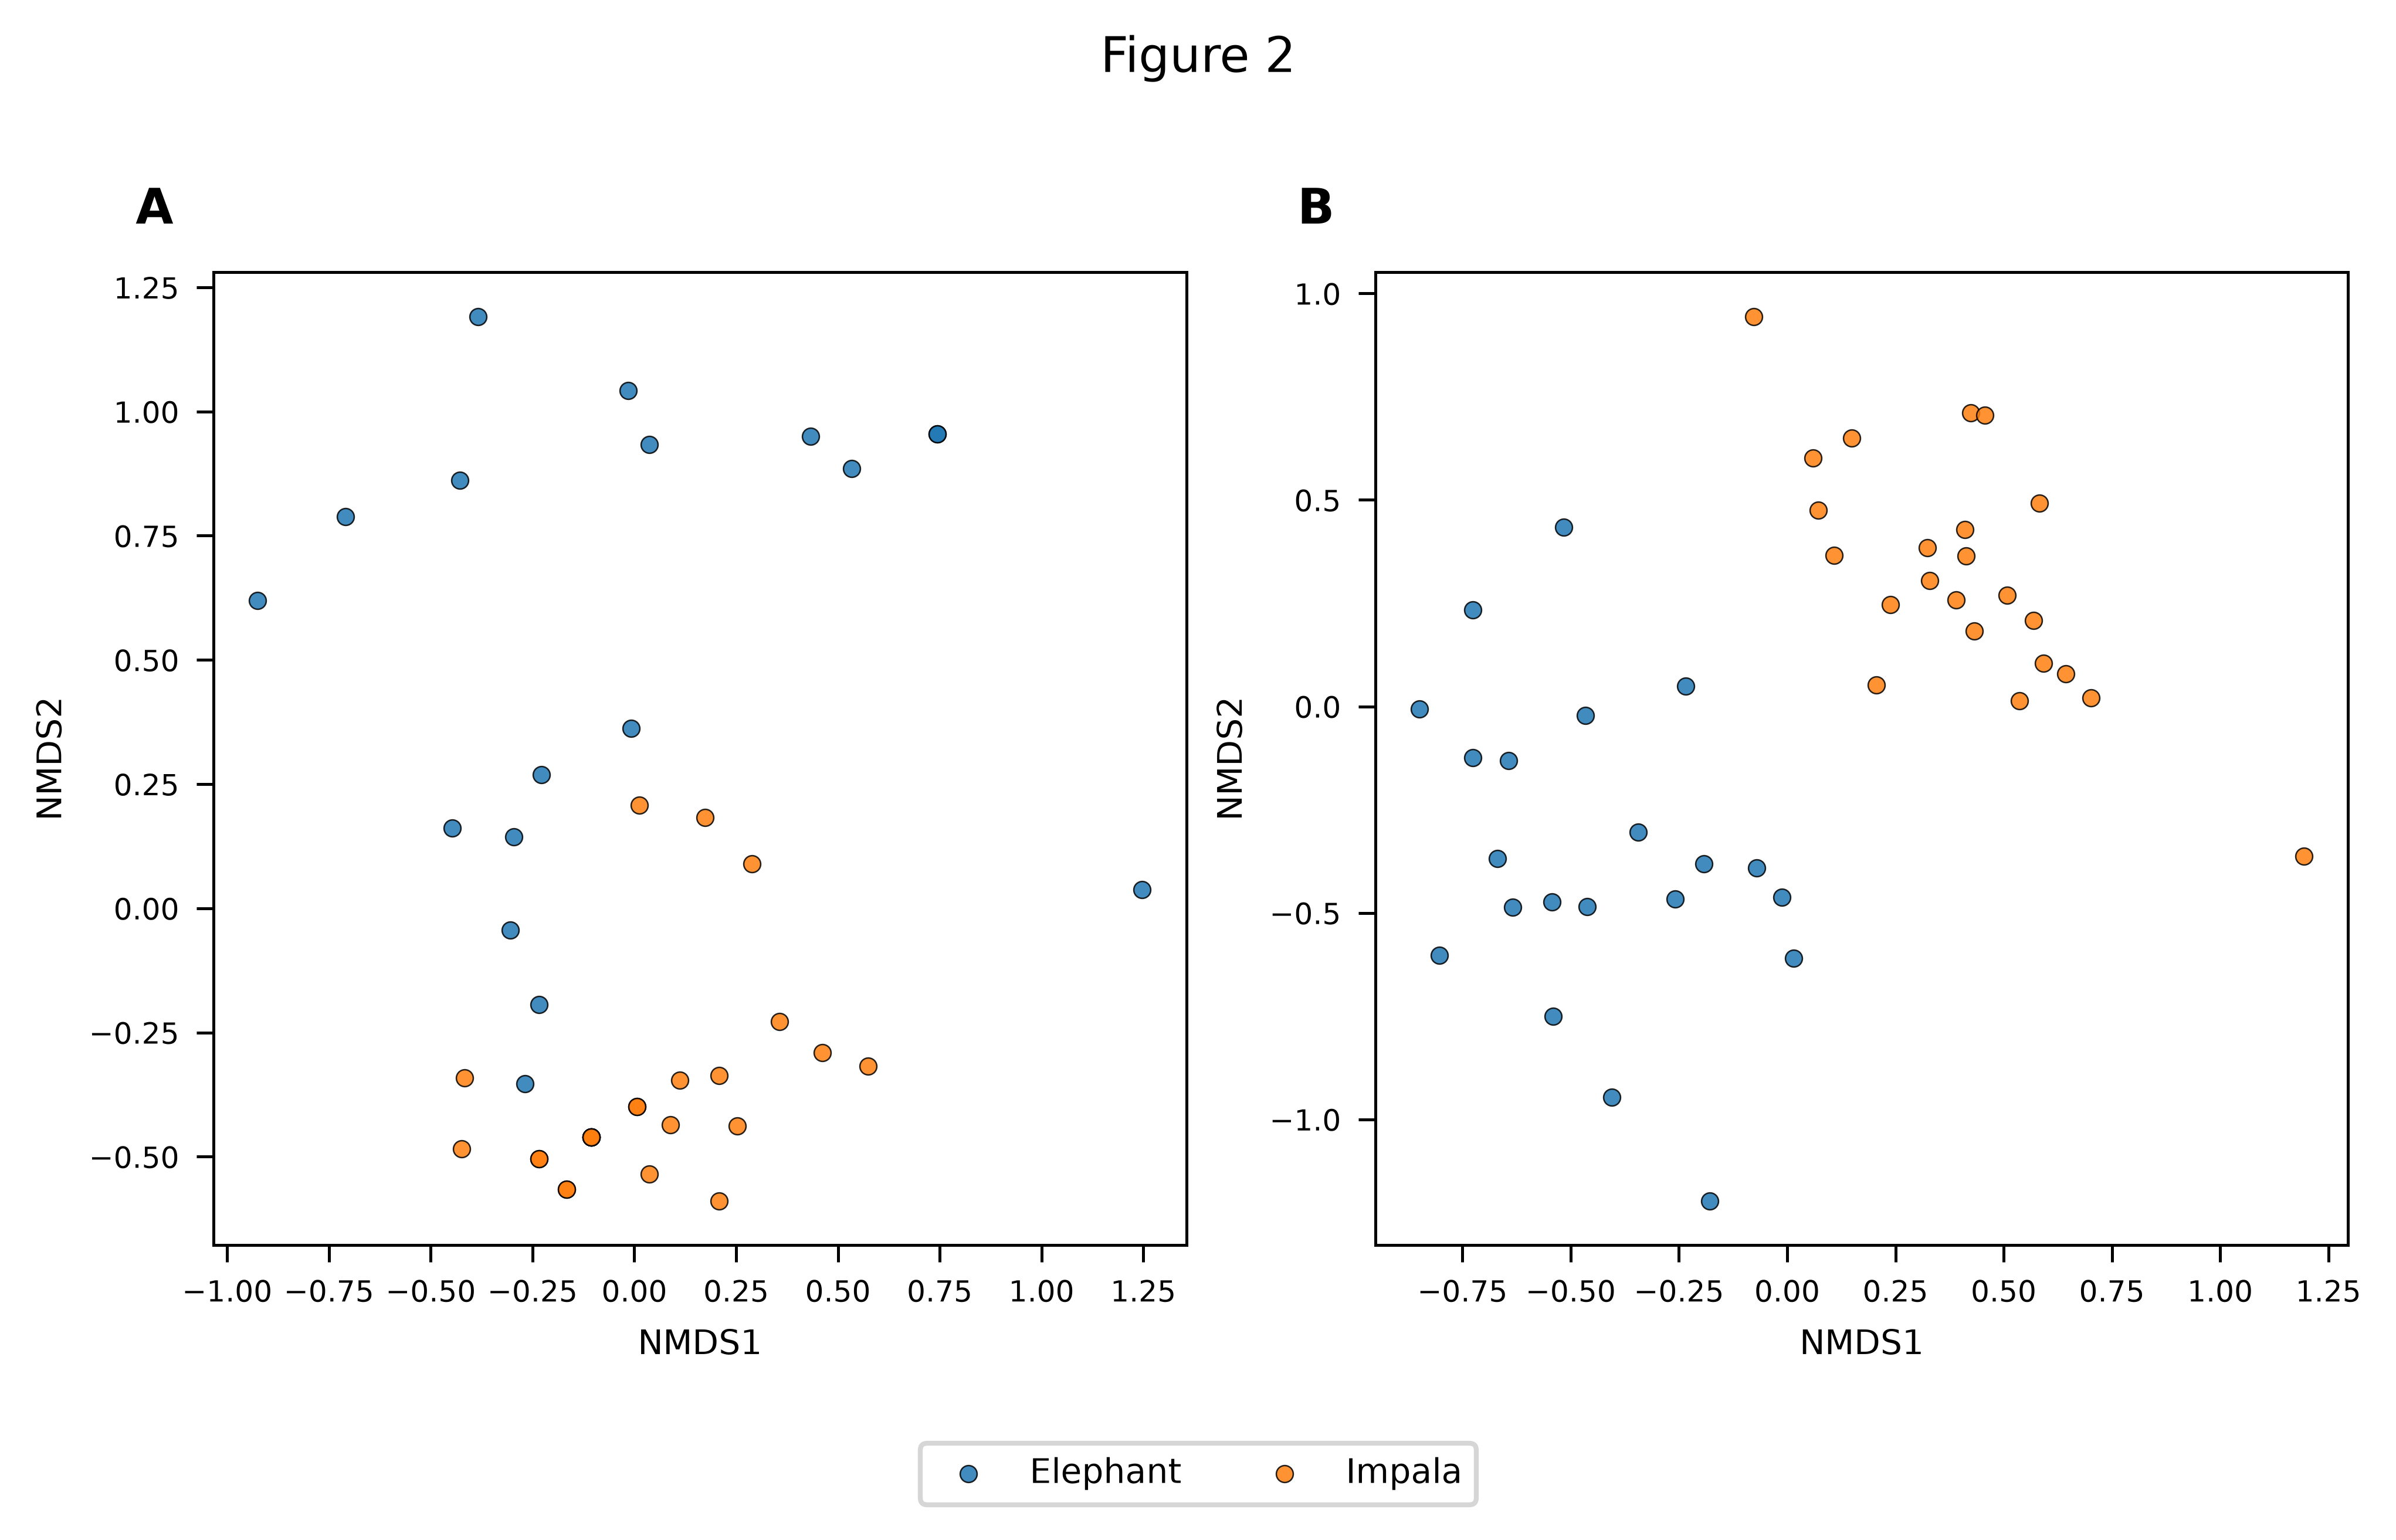 Figure 2
A
B
1.25
1.00
0.75
0.50
0.25
0.00
−0.25
−0.50
NMDS2
−1.00 −0.75 −0.50 −0.25 0.00 0.25 0.50 0.75 1.00 1.25
NMDS1
1.0
0.5
0.0
−0.5
−1.0
NMDS2
−0.75 −0.50 −0.25 0.00 0.25 0.50 0.75 1.00 1.25
NMDS1
Elephant Impala